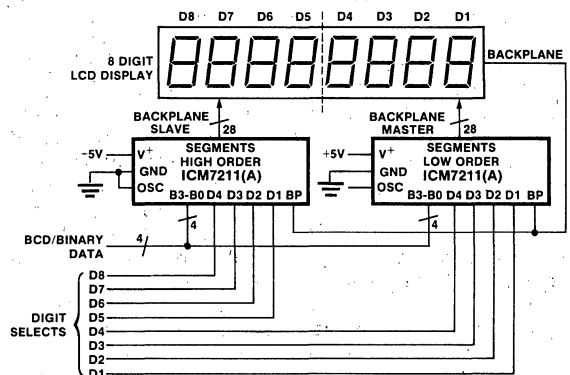 D8 D7 D6 D5 D4 D3 D2 D1
8 DIGIT
LCD DISPLAY
BACKPLANE
BACKPLANE
SLAVE
28
BACKPLANE
MASTER
28
+5V
V+
GND
OSC
SEGMENTS
HIGH ORDER
ICM7211(A)
B3-B0 D4 D3 D2 D1 BP
4
+5V
V+
GND
OSC
SEGMENTS
LOW ORDER
ICM7211(A)
B3-B0 D4 D3 D2 D1 BP
4
BCD/BINARY
DATA
4
DIGIT
SELECTS
D8
D7
D6
D5
D4
D3
D2
D1